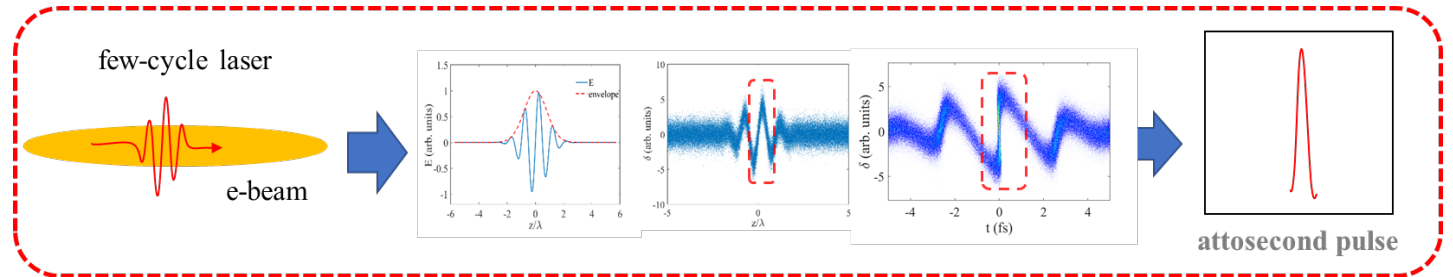 few-cycle laser
e-beam
E (arb. units)
1.5
1
0.5
0
-0.5
-1
E
envelope
-6 -4 -2 0 2 4 6
z/λ
δ (arb. units)
10
5
0
-5
-10
-5 0 5
z/λ
δ (arb. units)
5
0
-5
-4 -2 0 2 4
t (fs)
attosecond pulse